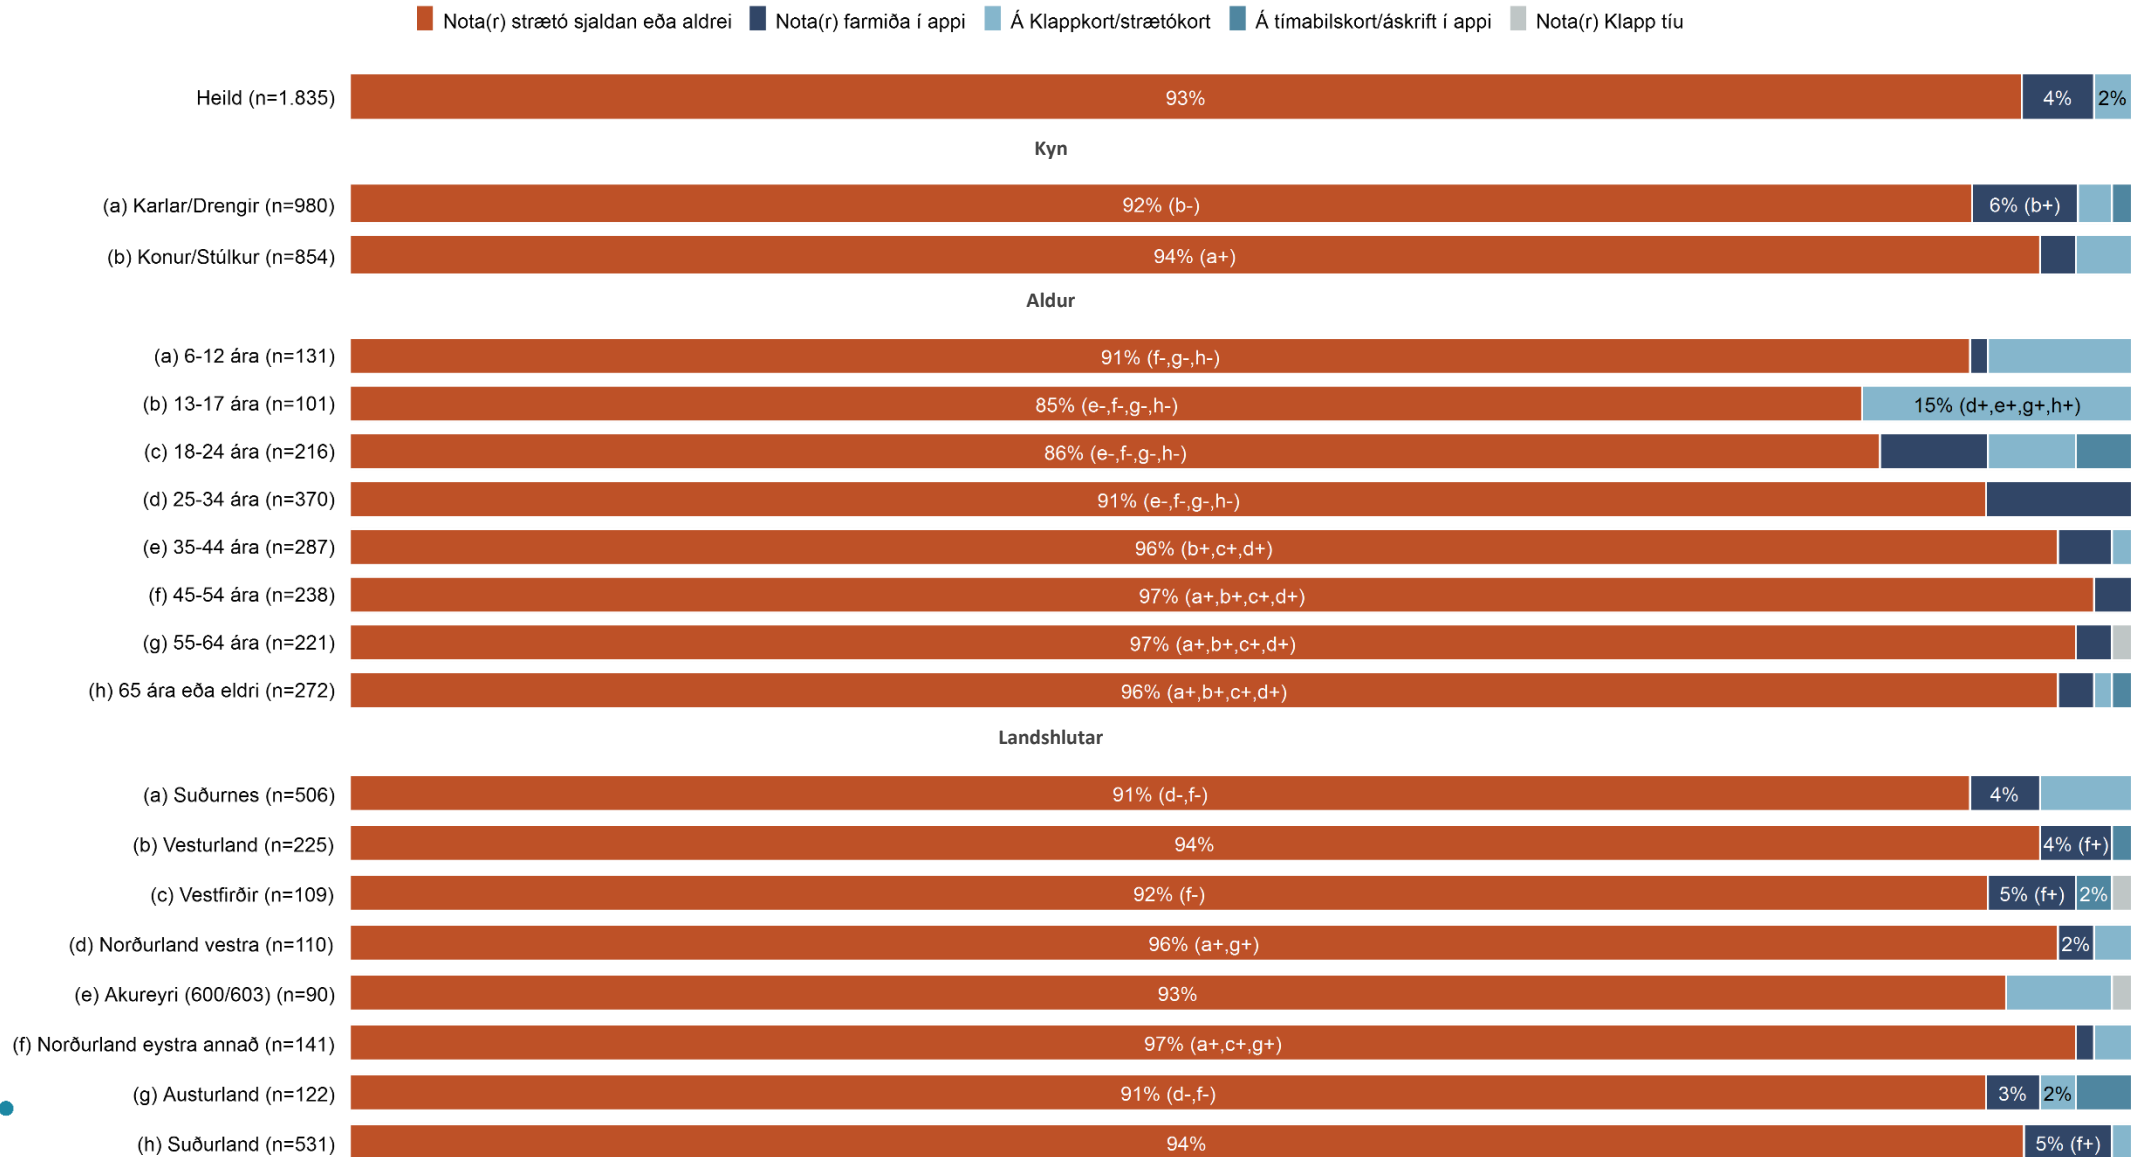 Nota(r) strætó sjaldan eða aldrei Nota(r) farmiða í appi Á Klappkort/strætókort Á tímabilskort/áskrift í appi Nota(r) Klapp tíu
Heild (n=1.835) 93% 4% 2%
Kyn
(a) Karlar/Drengir (n=980) 92% (b-) 6% (b+)
(b) Konur/Stúlkur (n=854) 94% (a+)
Aldur
(a) 6-12 ára (n=131) 91% (f-,g-,h-)
(b) 13-17 ára (n=101) 85% (e-,f-,g-,h-) 15% (d+,e+,g+,h+)
(c) 18-24 ára (n=216) 86% (e-,f-,g-,h-)
(d) 25-34 ára (n=370) 91% (e-,f-,g-,h-)
(e) 35-44 ára (n=287) 96% (b+,c+,d+)
(f) 45-54 ára (n=238) 97% (a+,b+,c+,d+)
(g) 55-64 ára (n=221) 97% (a+,b+,c+,d+)
(h) 65 ára eða eldri (n=272) 96% (a+,b+,c+,d+)
Landshlutar
(a) Suðurnes (n=506) 91% (d-,f-) 4%
(b) Vesturland (n=225) 94% 4% (f+)
(c) Vestfirðir (n=109) 92% (f-) 5% (f+) 2%
(d) Norðurland vestra (n=110) 96% (a+,g+) 2%
(e) Akureyri (600/603) (n=90) 93%
(f) Norðurland eystra annað (n=141) 97% (a+,c+,g+)
(g) Austurland (n=122) 91% (d-,f-) 3% 2%
(h) Suðurland (n=531) 94% 5% (f+)